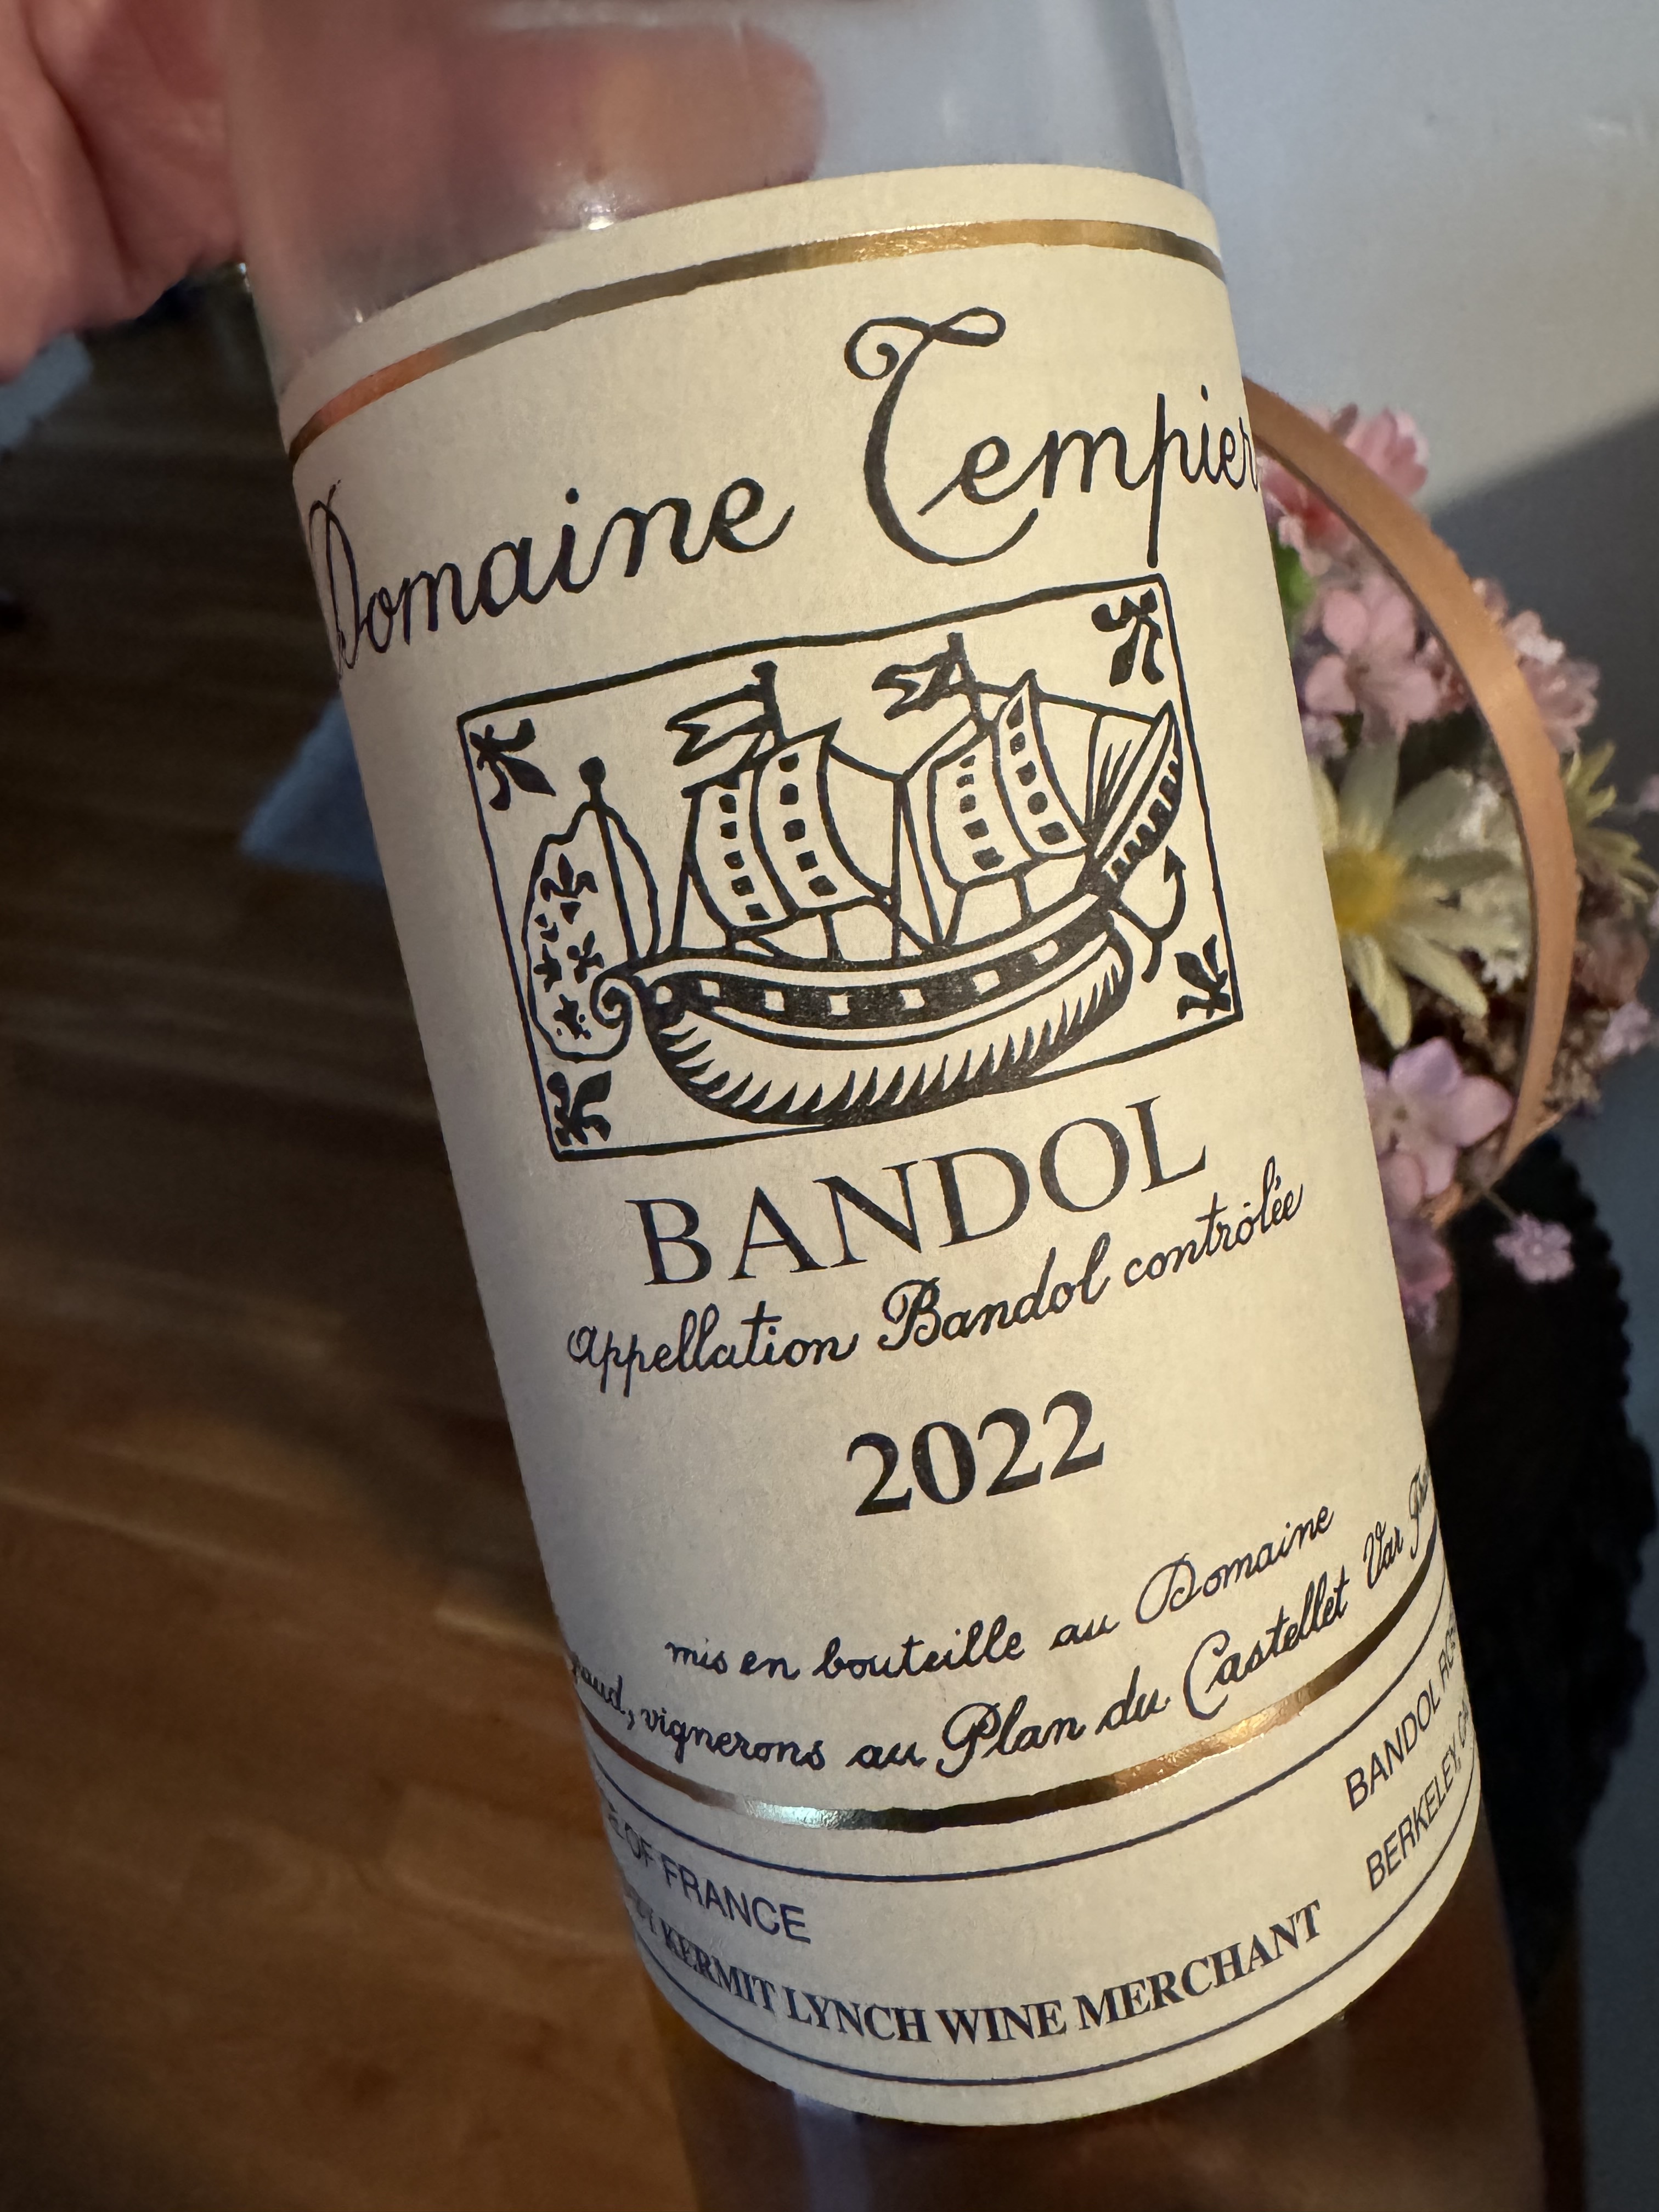 Domaine Tempier
BANDOL
appellation Bandol contrôlée
2022
mis en bouteille au Domaine
vignerons au Plan du Castellet Var
OF FRANCE
BANDOL
KERMIT LYNCH WINE MERCHANT
BERKELEY,